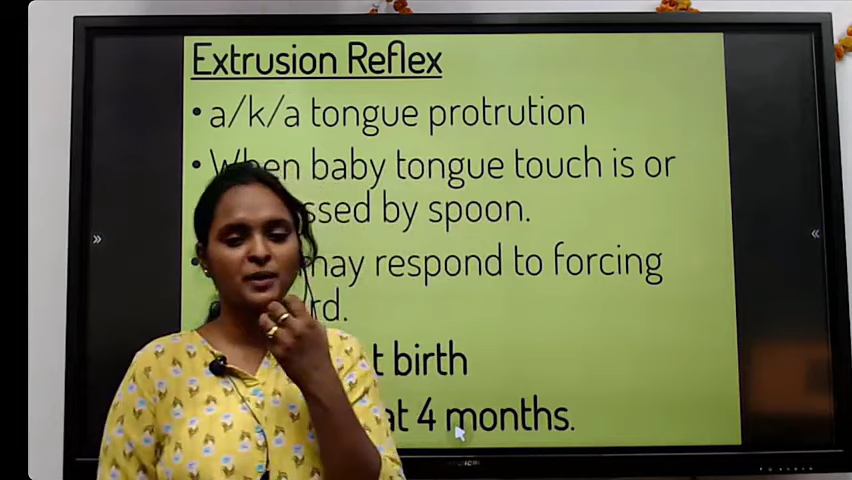 Extrusion Reflex
• a/k/a tongue protrution
• When baby tongue touch is or
ssed by spoon.
• may respond to forcing
rd.
t birth
at 4 months.